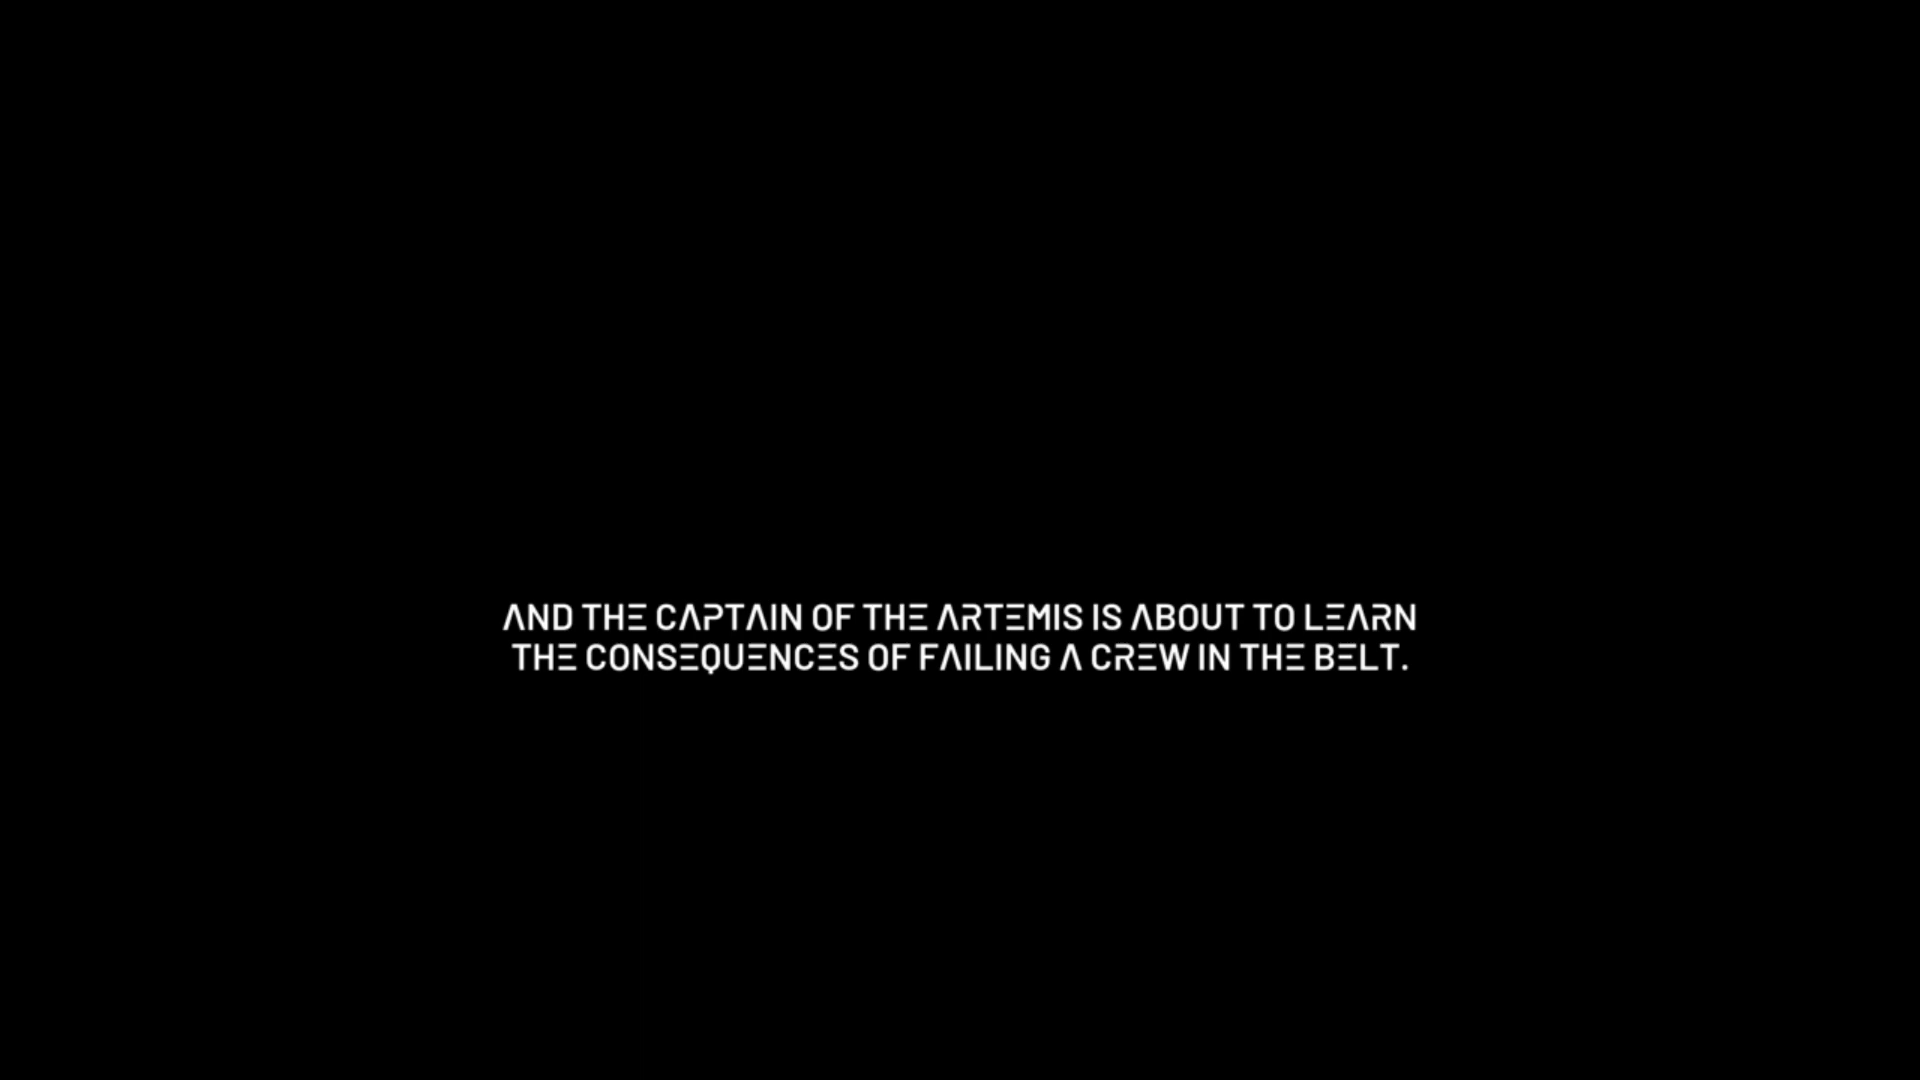 AND THE CAPTAIN OF THE ARTEMIS IS ABOUT TO LEARN
THE CONSEQUENCES OF FAILING A CREW IN THE BELT.